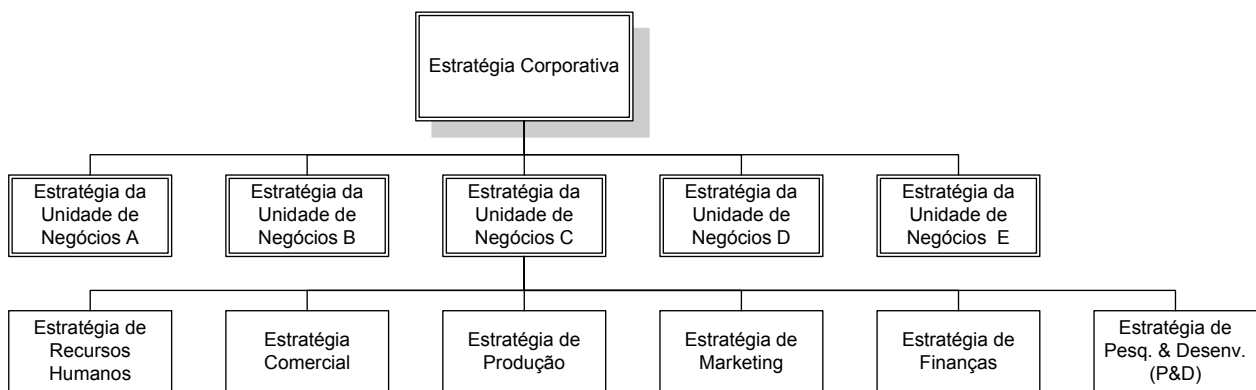 Estratégia Corporativa
Estratégia da
Unidade de
Negócios A
Estratégia da
Unidade de
Negócios B
Estratégia da
Unidade de
Negócios C
Estratégia da
Unidade de
Negócios D
Estratégia da
Unidade de
Negócios E
Estratégia de
Recursos
Humanos
Estratégia
Comercial
Estratégia de
Produção
Estratégia de
Marketing
Estratégia de
Finanças
Estratégia de
Pesq. & Desenv.
(P&D)